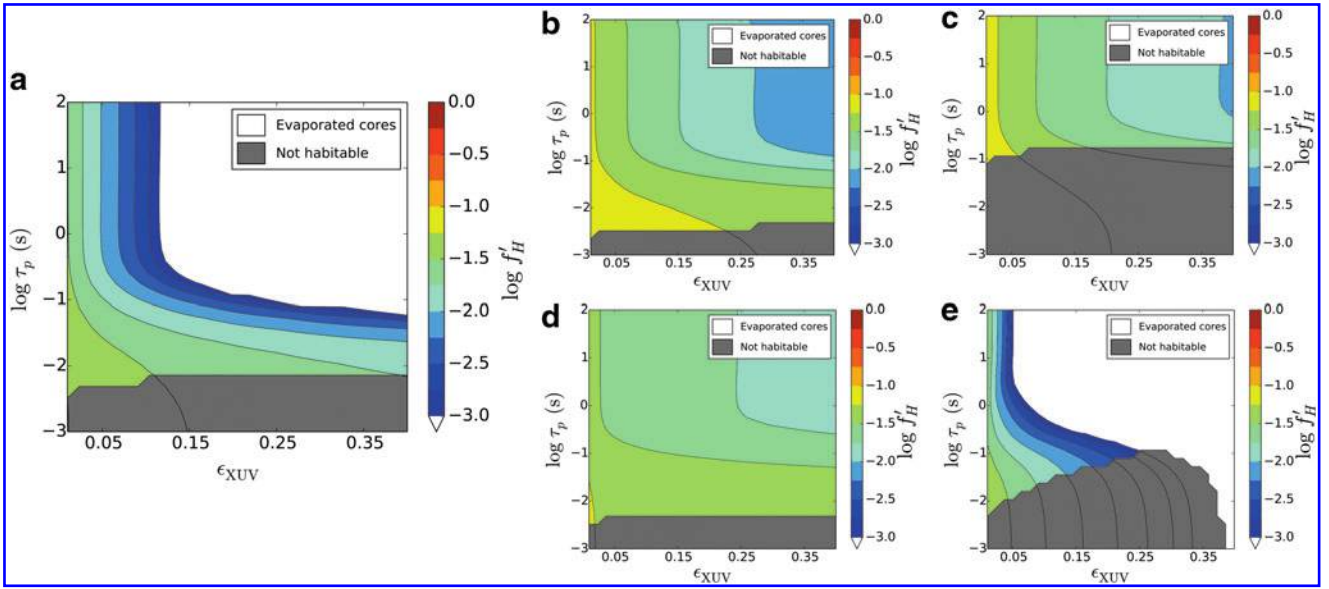 a
Evaporated cores
Not habitable
2
1
0
−1
−2
−3
log τp (s)
0.05
0.15
0.25
0.35
ϵXUV
0.0
−0.5
−1.0
−1.5
−2.0
−2.5
−3.0
log f′H
b
Evaporated cores
Not habitable
2
1
0
−1
−2
−3
log τp (s)
0.05
0.15
0.25
0.35
ϵXUV
0.0
−0.5
−1.0
−1.5
−2.0
−2.5
−3.0
log f′H
c
Evaporated cores
Not habitable
2
1
0
−1
−2
−3
log τp (s)
0.05
0.15
0.25
0.35
ϵXUV
0.0
−0.5
−1.0
−1.5
−2.0
−2.5
−3.0
log f′H
d
Evaporated cores
Not habitable
2
1
0
−1
−2
−3
log τp (s)
0.05
0.15
0.25
0.35
ϵXUV
0.0
−0.5
−1.0
−1.5
−2.0
−2.5
−3.0
log f′H
e
Evaporated cores
Not habitable
2
1
0
−1
−2
−3
log τp (s)
0.05
0.15
0.25
0.35
ϵXUV
0.0
−0.5
−1.0
−1.5
−2.0
−2.5
−3.0
log f′H